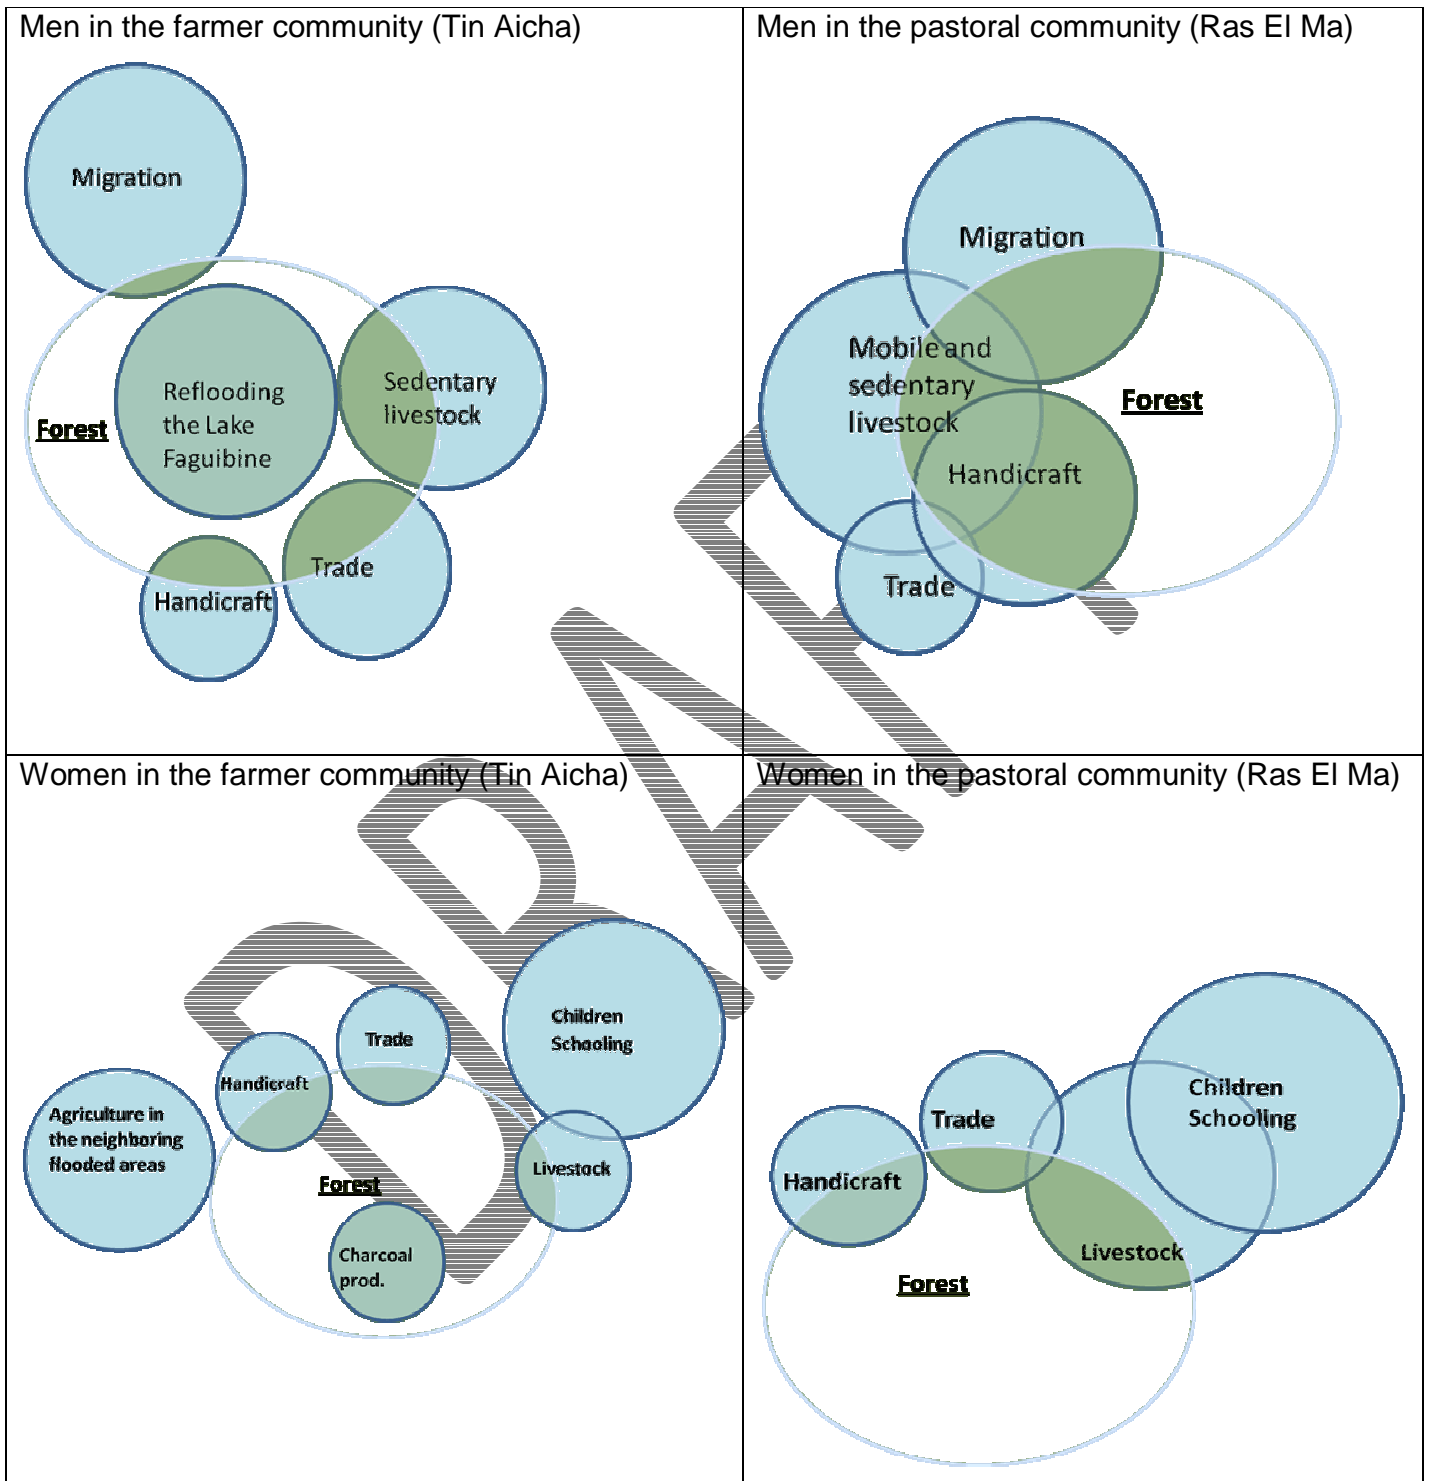 Men in the farmer community (Tin Aicha)
Migration
Reflooding
the Lake
Faguibine
Forest
Sedentary
livestock
Trade
Handicraft
Men in the pastoral community (Ras El Ma)
Migration
Mobile and
sedentary
livestock
Forest
Handicraft
Trade
Women in the farmer community (Tin Aicha)
Children
Schooling
Trade
Handicraft
Agriculture in
the neighboring
flooded areas
Livestock
Forest
Charcoal
prod.
Women in the pastoral community (Ras El Ma)
Children
Schooling
Trade
Handicraft
Livestock
Forest
DRAFT